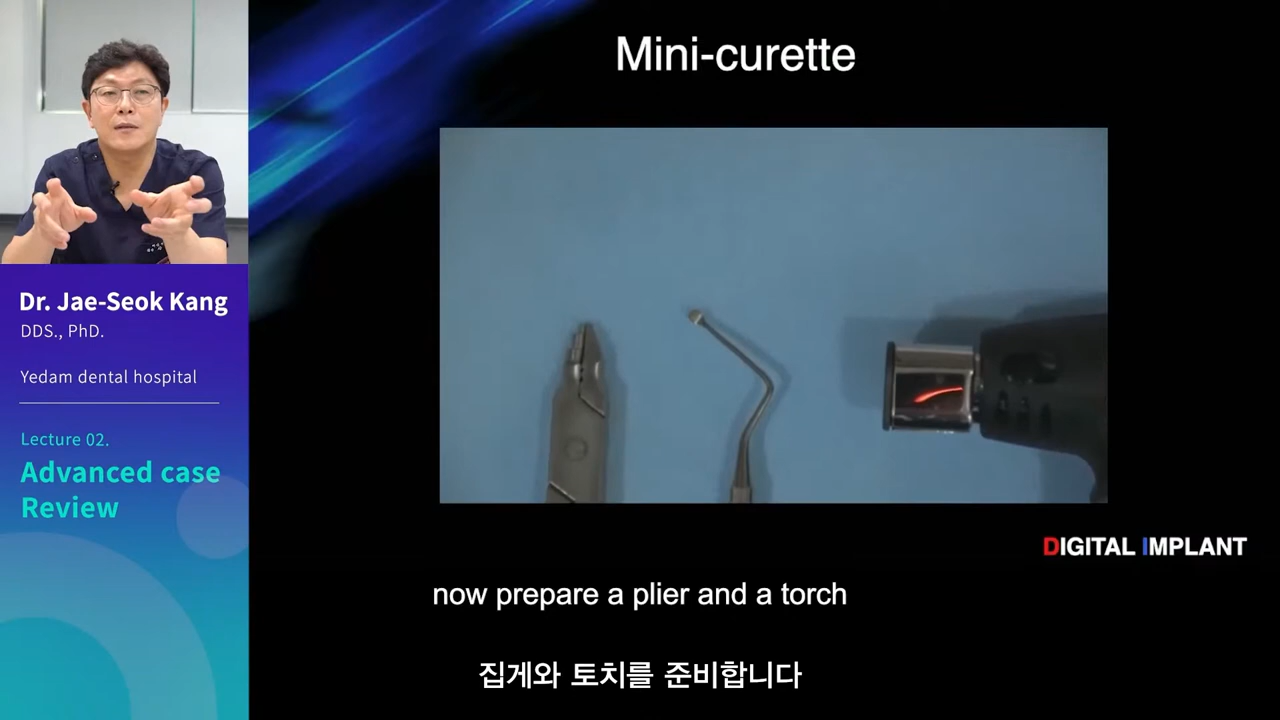 Mini-curette
Dr. Jae-Seok Kang
DDS., PhD.
Yedam dental hospital
Lecture 02.
Advanced case
Review
DIGITAL IMPLANT
now prepare a plier and a torch
집게와 토치를 준비합니다